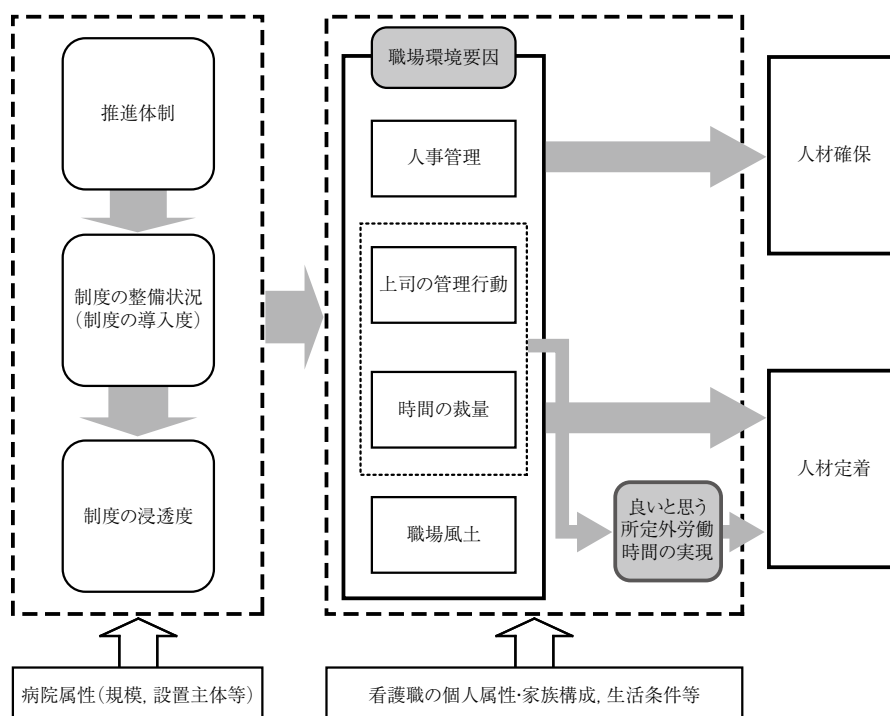 推進体制
制度の整備状況
(制度の導入度)
制度の浸透度
病院属性(規模, 設置主体等)
職場環境要因
人事管理
上司の管理行動
時間の裁量
職場風土
良いと思う
所定外労働
時間の実現
看護職の個人属性・家族構成, 生活条件等
人材確保
人材定着